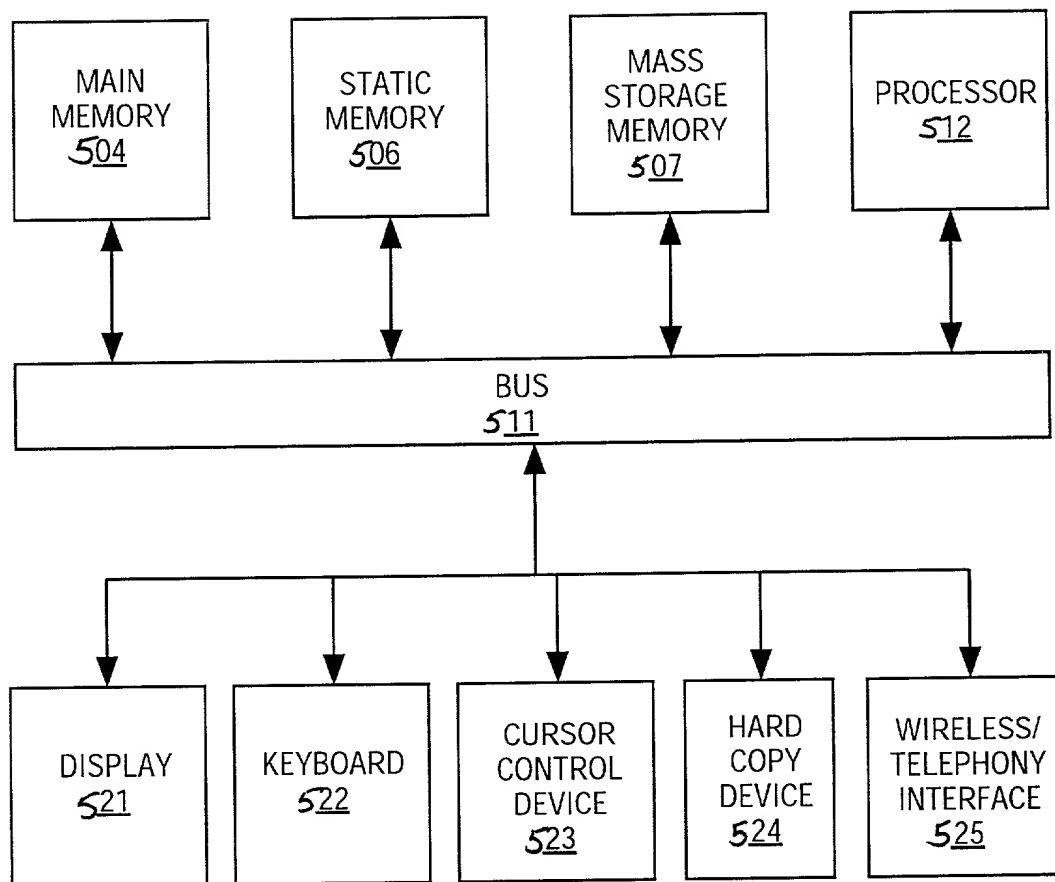 MAIN
MEMORY
504
STATIC
MEMORY
506
MASS
STORAGE
MEMORY
507
PROCESSOR
512
BUS
511
DISPLAY
521
KEYBOARD
522
CURSOR
CONTROL
DEVICE
523
HARD
COPY
DEVICE
524
WIRELESS/
TELEPHONY
INTERFACE
525